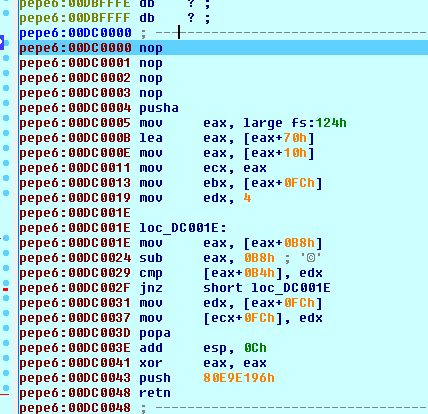 pepe6:00DBFFFE db ? ;
pepe6:00DBFFFF db ? ;
pepe6:00DC0000 ; ---------------------------------------
pepe6:00DC0000 nop
pepe6:00DC0001 nop
pepe6:00DC0002 nop
pepe6:00DC0003 nop
pepe6:00DC0004 pusha
pepe6:00DC0005 mov eax, large fs:124h
pepe6:00DC000B lea eax, [eax+70h]
pepe6:00DC000E mov eax, [eax+10h]
pepe6:00DC0011 mov ecx, eax
pepe6:00DC0013 mov ebx, [eax+0FCh]
pepe6:00DC0019 mov edx, 4
pepe6:00DC001E
pepe6:00DC001E loc_DC001E:
pepe6:00DC001E mov eax, [eax+0B8h]
pepe6:00DC0024 sub eax, 0B8h ; '©'
pepe6:00DC0029 cmp [eax+0B4h], edx
pepe6:00DC002F jnz short loc_DC001E
pepe6:00DC0031 mov edx, [eax+0FCh]
pepe6:00DC0037 mov [ecx+0FCh], edx
pepe6:00DC003D popa
pepe6:00DC003E add esp, 0Ch
pepe6:00DC0041 xor eax, eax
pepe6:00DC0043 push 80E9E196h
pepe6:00DC0048 retn
pepe6:00DC0048 ; ---------------------------------------